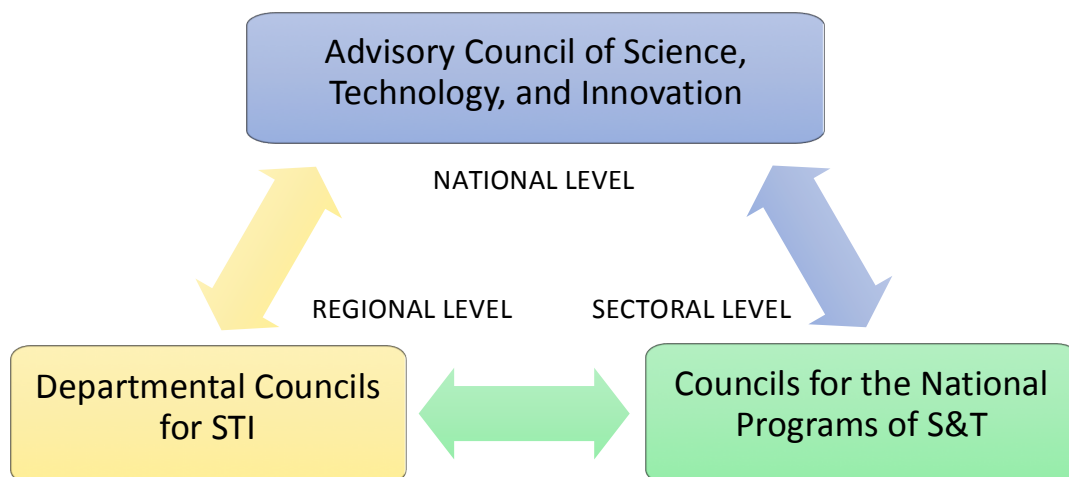 Advisory Council of Science,
Technology, and Innovation
NATIONAL LEVEL
REGIONAL LEVEL
SECTORAL LEVEL
Departmental Councils
for STI
Councils for the National
Programs of S&T